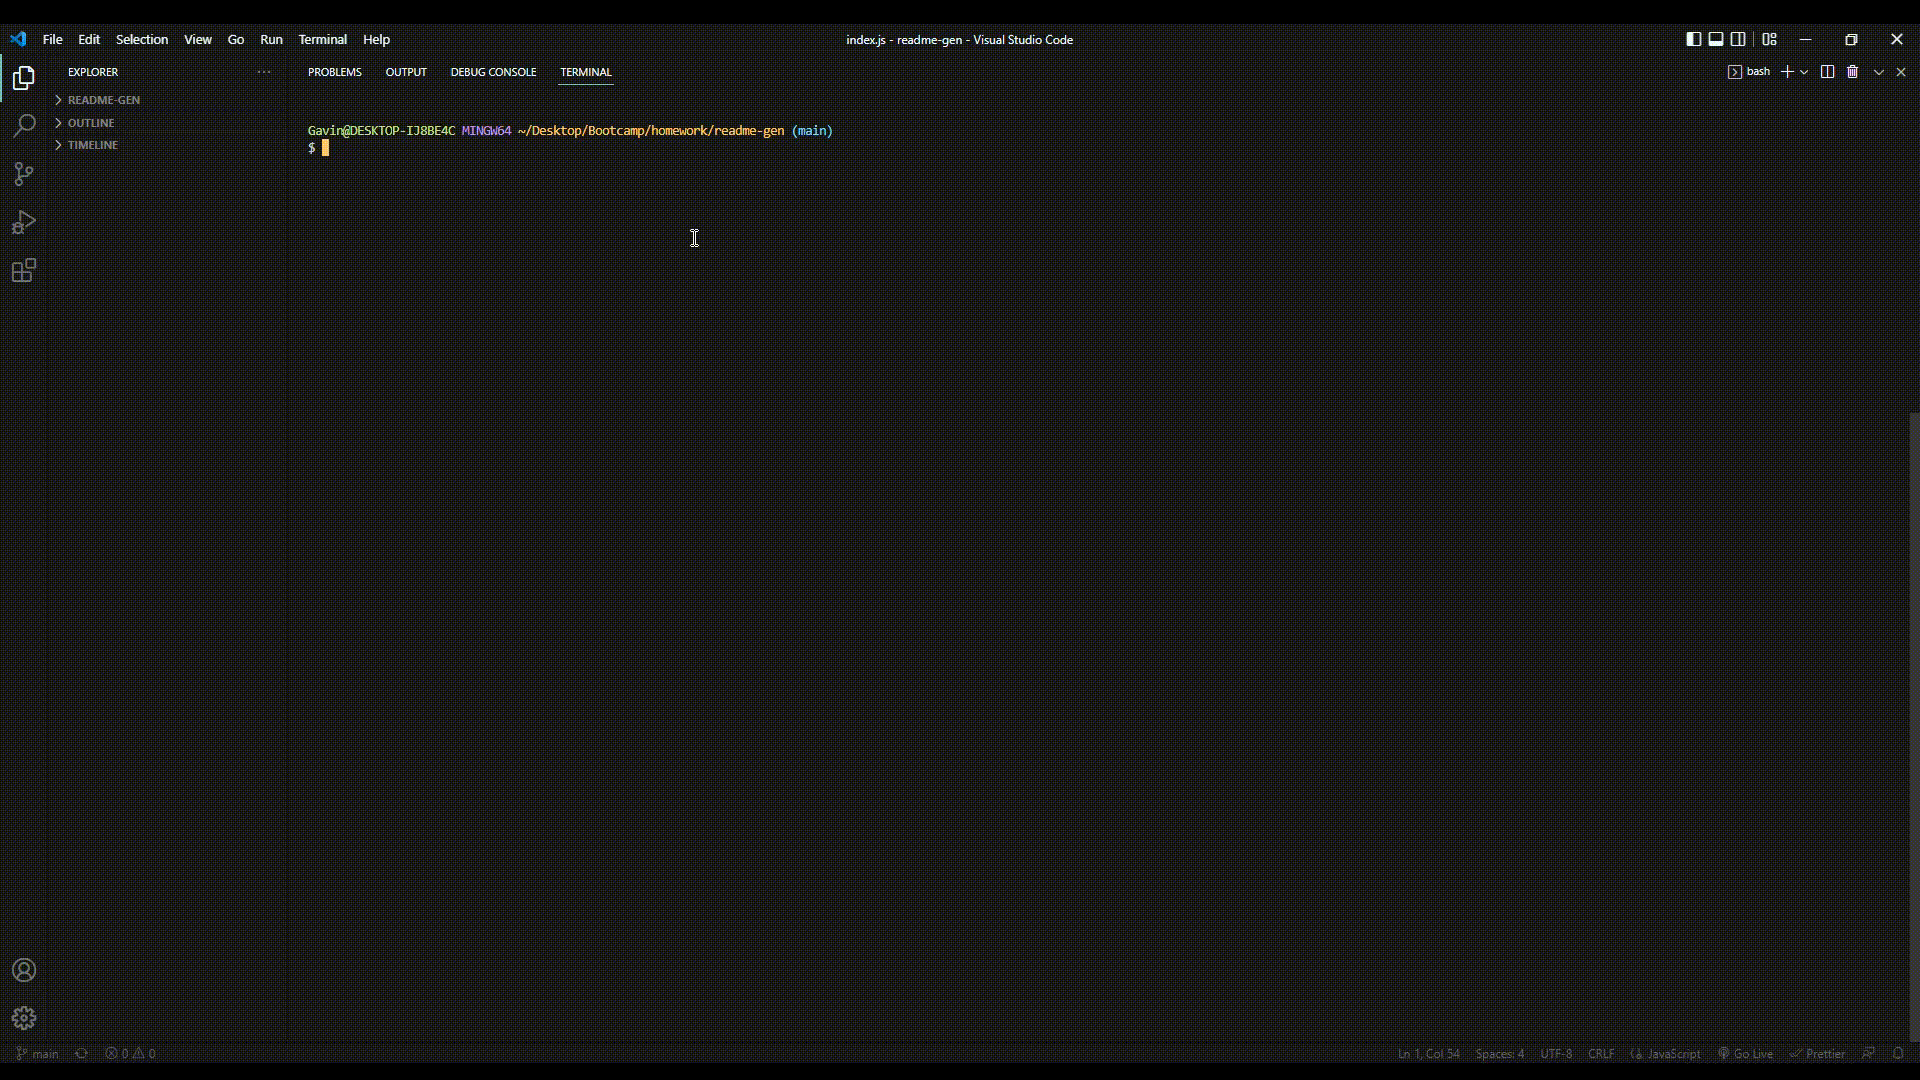 File Edit Selection View Go Run Terminal Help
index.js - readme-gen - Visual Studio Code
EXPLORER
PROBLEMS OUTPUT DEBUG CONSOLE TERMINAL
bash
README-GEN
OUTLINE
TIMELINE
Gavin@DESKTOP-IJ8BE4C MINGW64 ~/Desktop/Bootcamp/homework/readme-gen (main)
$
main 0 0
Ln 1, Col 54 Spaces: 4 UTF-8 CRLF JavaScript Go Live Prettier